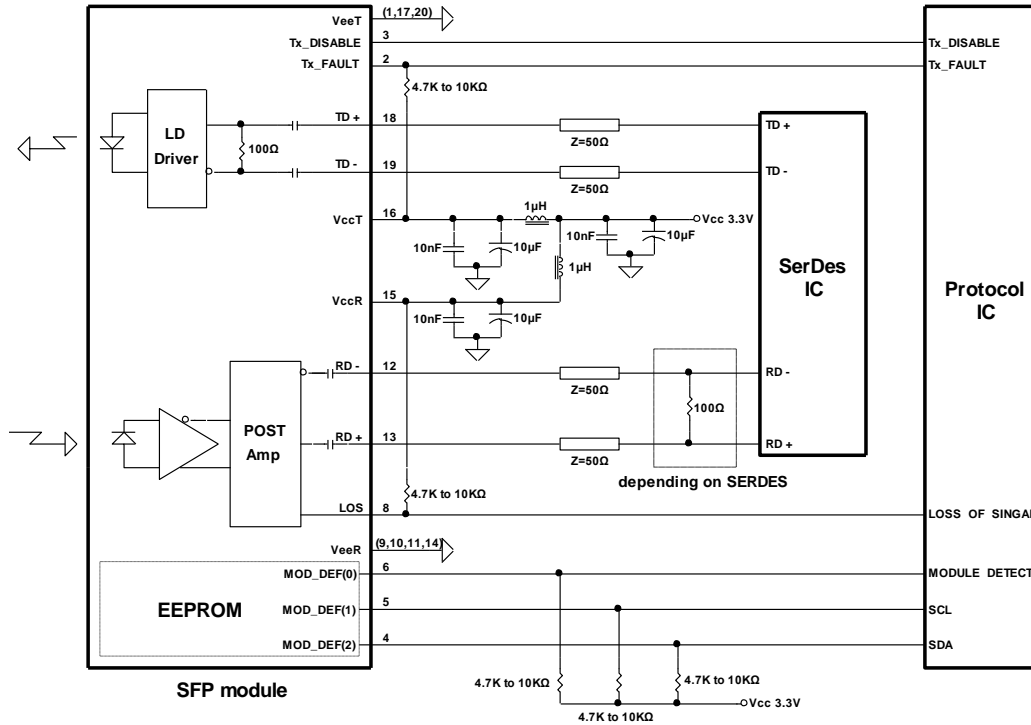 VeeT
(1,17,20)
Tx_DISABLE
3
Tx_DISABLE
Tx_FAULT
2
Tx_FAULT
4.7K to 10KΩ
LD
Driver
100Ω
TD +
18
Z=50Ω
TD +
TD -
19
Z=50Ω
TD -
VccT
16
1µH
Vcc 3.3V
10nF
10µF
10nF
10µF
1µH
SerDes
IC
Protocol
IC
VccR
15
10nF
10µF
RD -
12
Z=50Ω
RD -
100Ω
POST
Amp
RD +
13
Z=50Ω
RD +
depending on SERDES
4.7K to 10KΩ
LOS
8
LOSS OF SINGAL
VeeR
(9,10,11,14)
MOD_DEF(0)
6
MODULE DETECT
EEPROM
MOD_DEF(1)
5
SCL
MOD_DEF(2)
4
SDA
SFP module
4.7K to 10KΩ
4.7K to 10KΩ
4.7K to 10KΩ
Vcc 3.3V